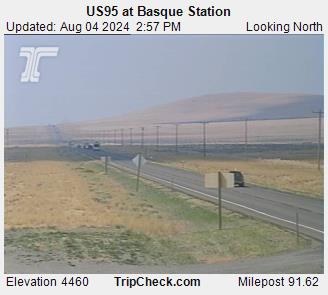 US95 at Basque Station
Updated: Aug 04 2024 2:57 PM Looking North
Elevation 4460 TripCheck.com Milepost 91.62